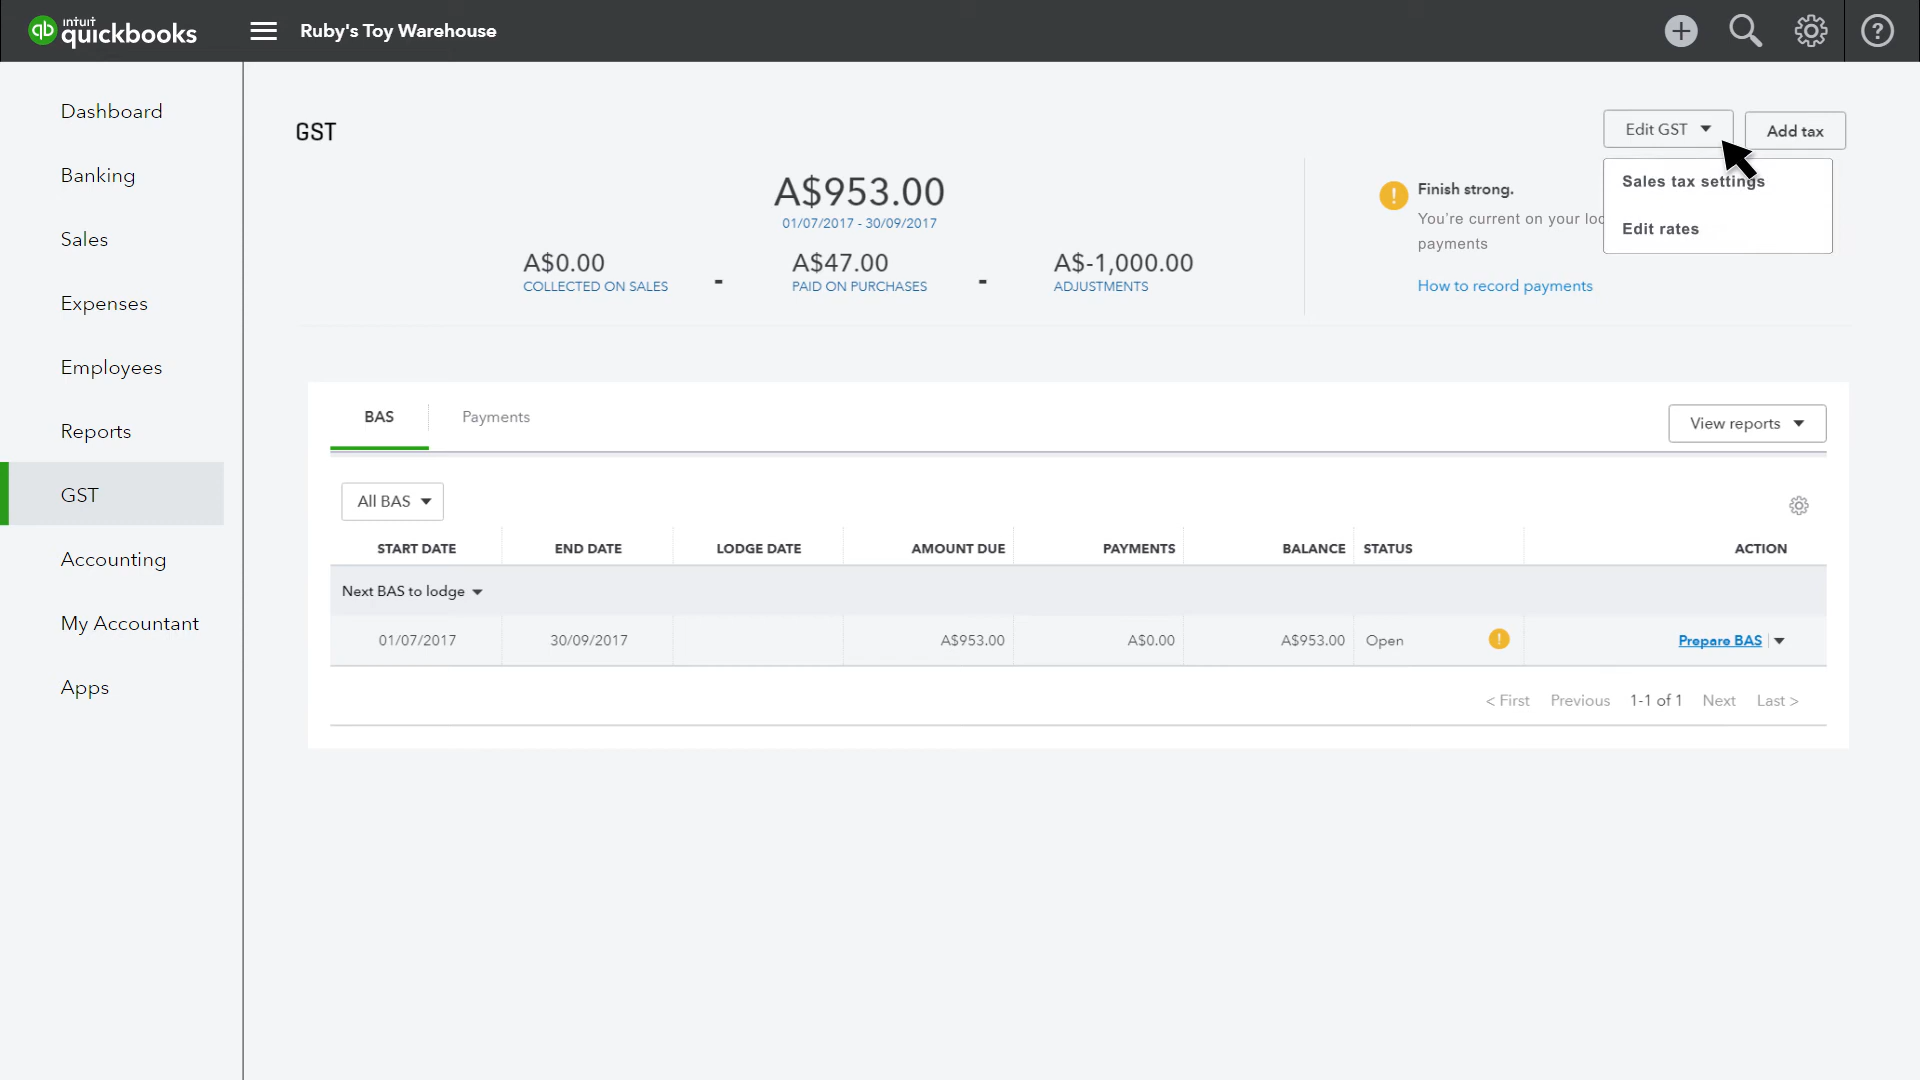 intuit
quickbooks
Ruby's Toy Warehouse
Dashboard
Banking
Sales
Expenses
Employees
Reports
GST
Accounting
My Accountant
Apps
GST
Edit GST
Add tax
Sales tax settings
Edit rates
A$953.00
01/07/2017 - 30/09/2017
A$0.00
COLLECTED ON SALES
-
A$47.00
PAID ON PURCHASES
-
A$-1,000.00
ADJUSTMENTS
Finish strong.
You're current on your
payments
How to record payments
BAS
Payments
View reports
All BAS
START DATE END DATE LODGE DATE AMOUNT DUE PAYMENTS BALANCE STATUS ACTION
Next BAS to lodge
01/07/2017 30/09/2017 A$953.00 A$0.00 A$953.00 Open Prepare BAS
< First Previous 1-1 of 1 Next Last >